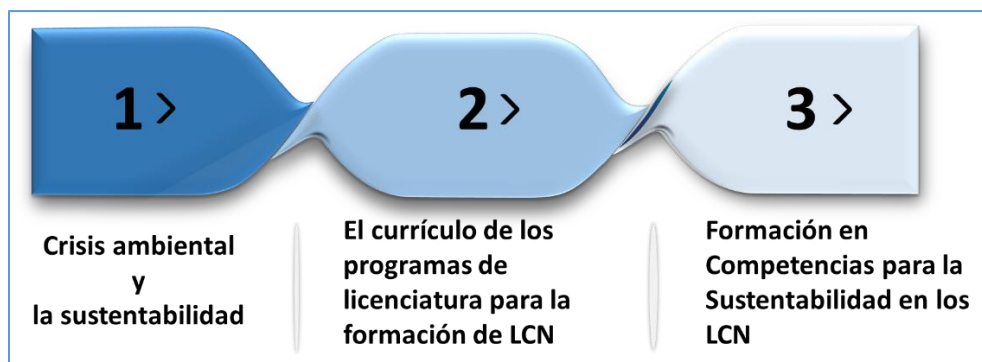 1 >
2 >
3 >
Crisis ambiental
y
la sustentabilidad
El currículo de los
programas de
licenciatura para la
formación de LCN
Formación en
Competencias para la
Sustentabilidad en los
LCN